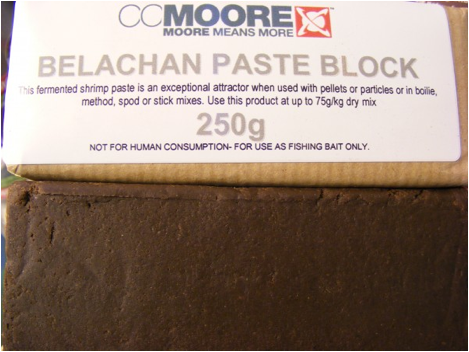 CCMOORE
MOORE MEANS MORE
BELACHAN PASTE BLOCK
This fermented shrimp paste is an exceptional attractor when used with pellets or particles or in boilie,
method, spod or stick mixes. Use this product at up to 75g/kg dry mix
250g
NOT FOR HUMAN CONSUMPTION- FOR USE AS FISHING BAIT ONLY.